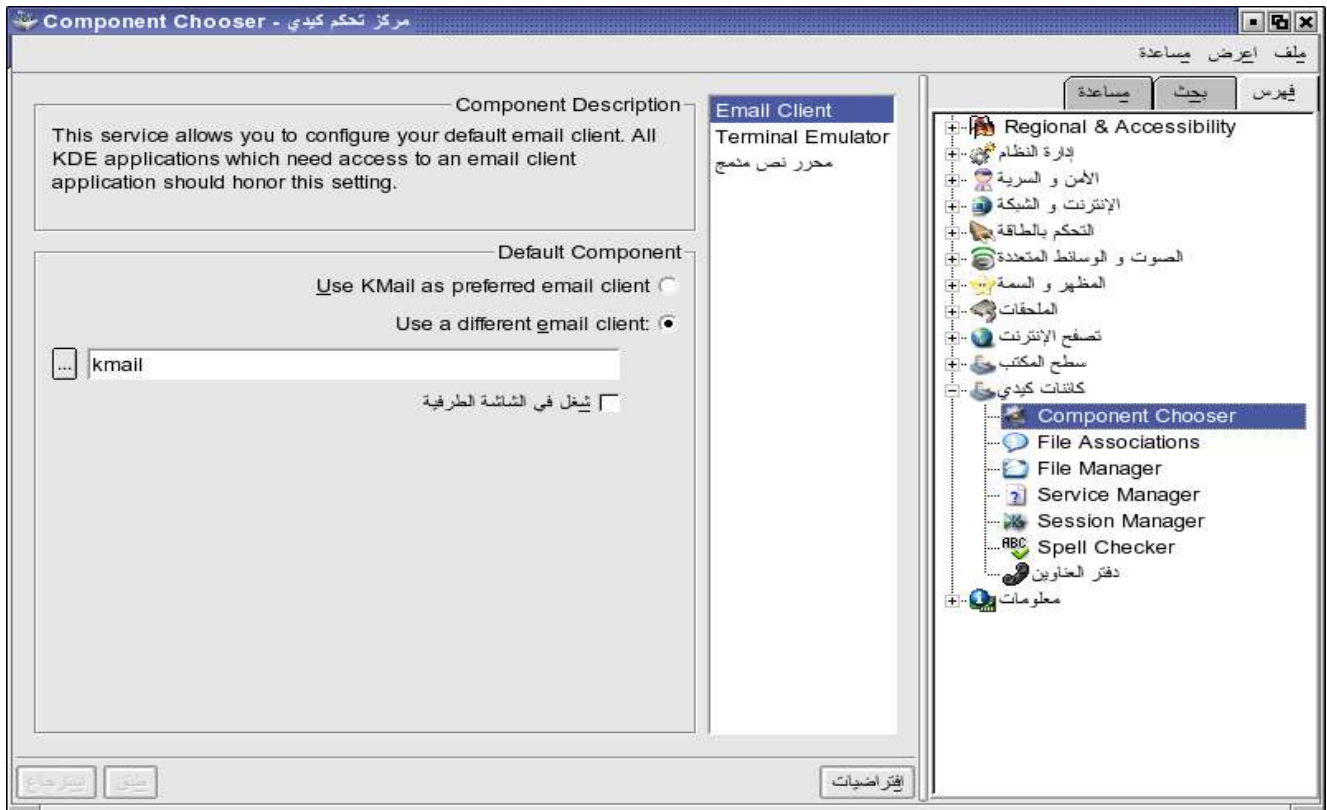 مركز تحكم كيدي - Component Chooser
ملف اعرض مساعدة
فهرس
بحث
مساعدة
Regional & Accessibility
إدارة النظام
الأمن و السرية
الإنترنت و الشبكة
التحكم بالطاقة
الصوت و الوسائط المتعددة
المظهر و السمة
الملحقات
تصفح الإنترنت
سطح المكتب
كائنات كيدي
Component Chooser
File Associations
File Manager
Service Manager
Session Manager
Spell Checker
دفتر العناوين
معلومات
Email Client
Terminal Emulator
محرر نص مدمج
Component Description
This service allows you to configure your default email client. All
KDE applications which need access to an email client
application should honor this setting.
Default Component
Use KMail as preferred email client
Use a different email client:
kmail
...
شغل في الشاشة الطرفية
افتراضيات
طبق
استرجاع